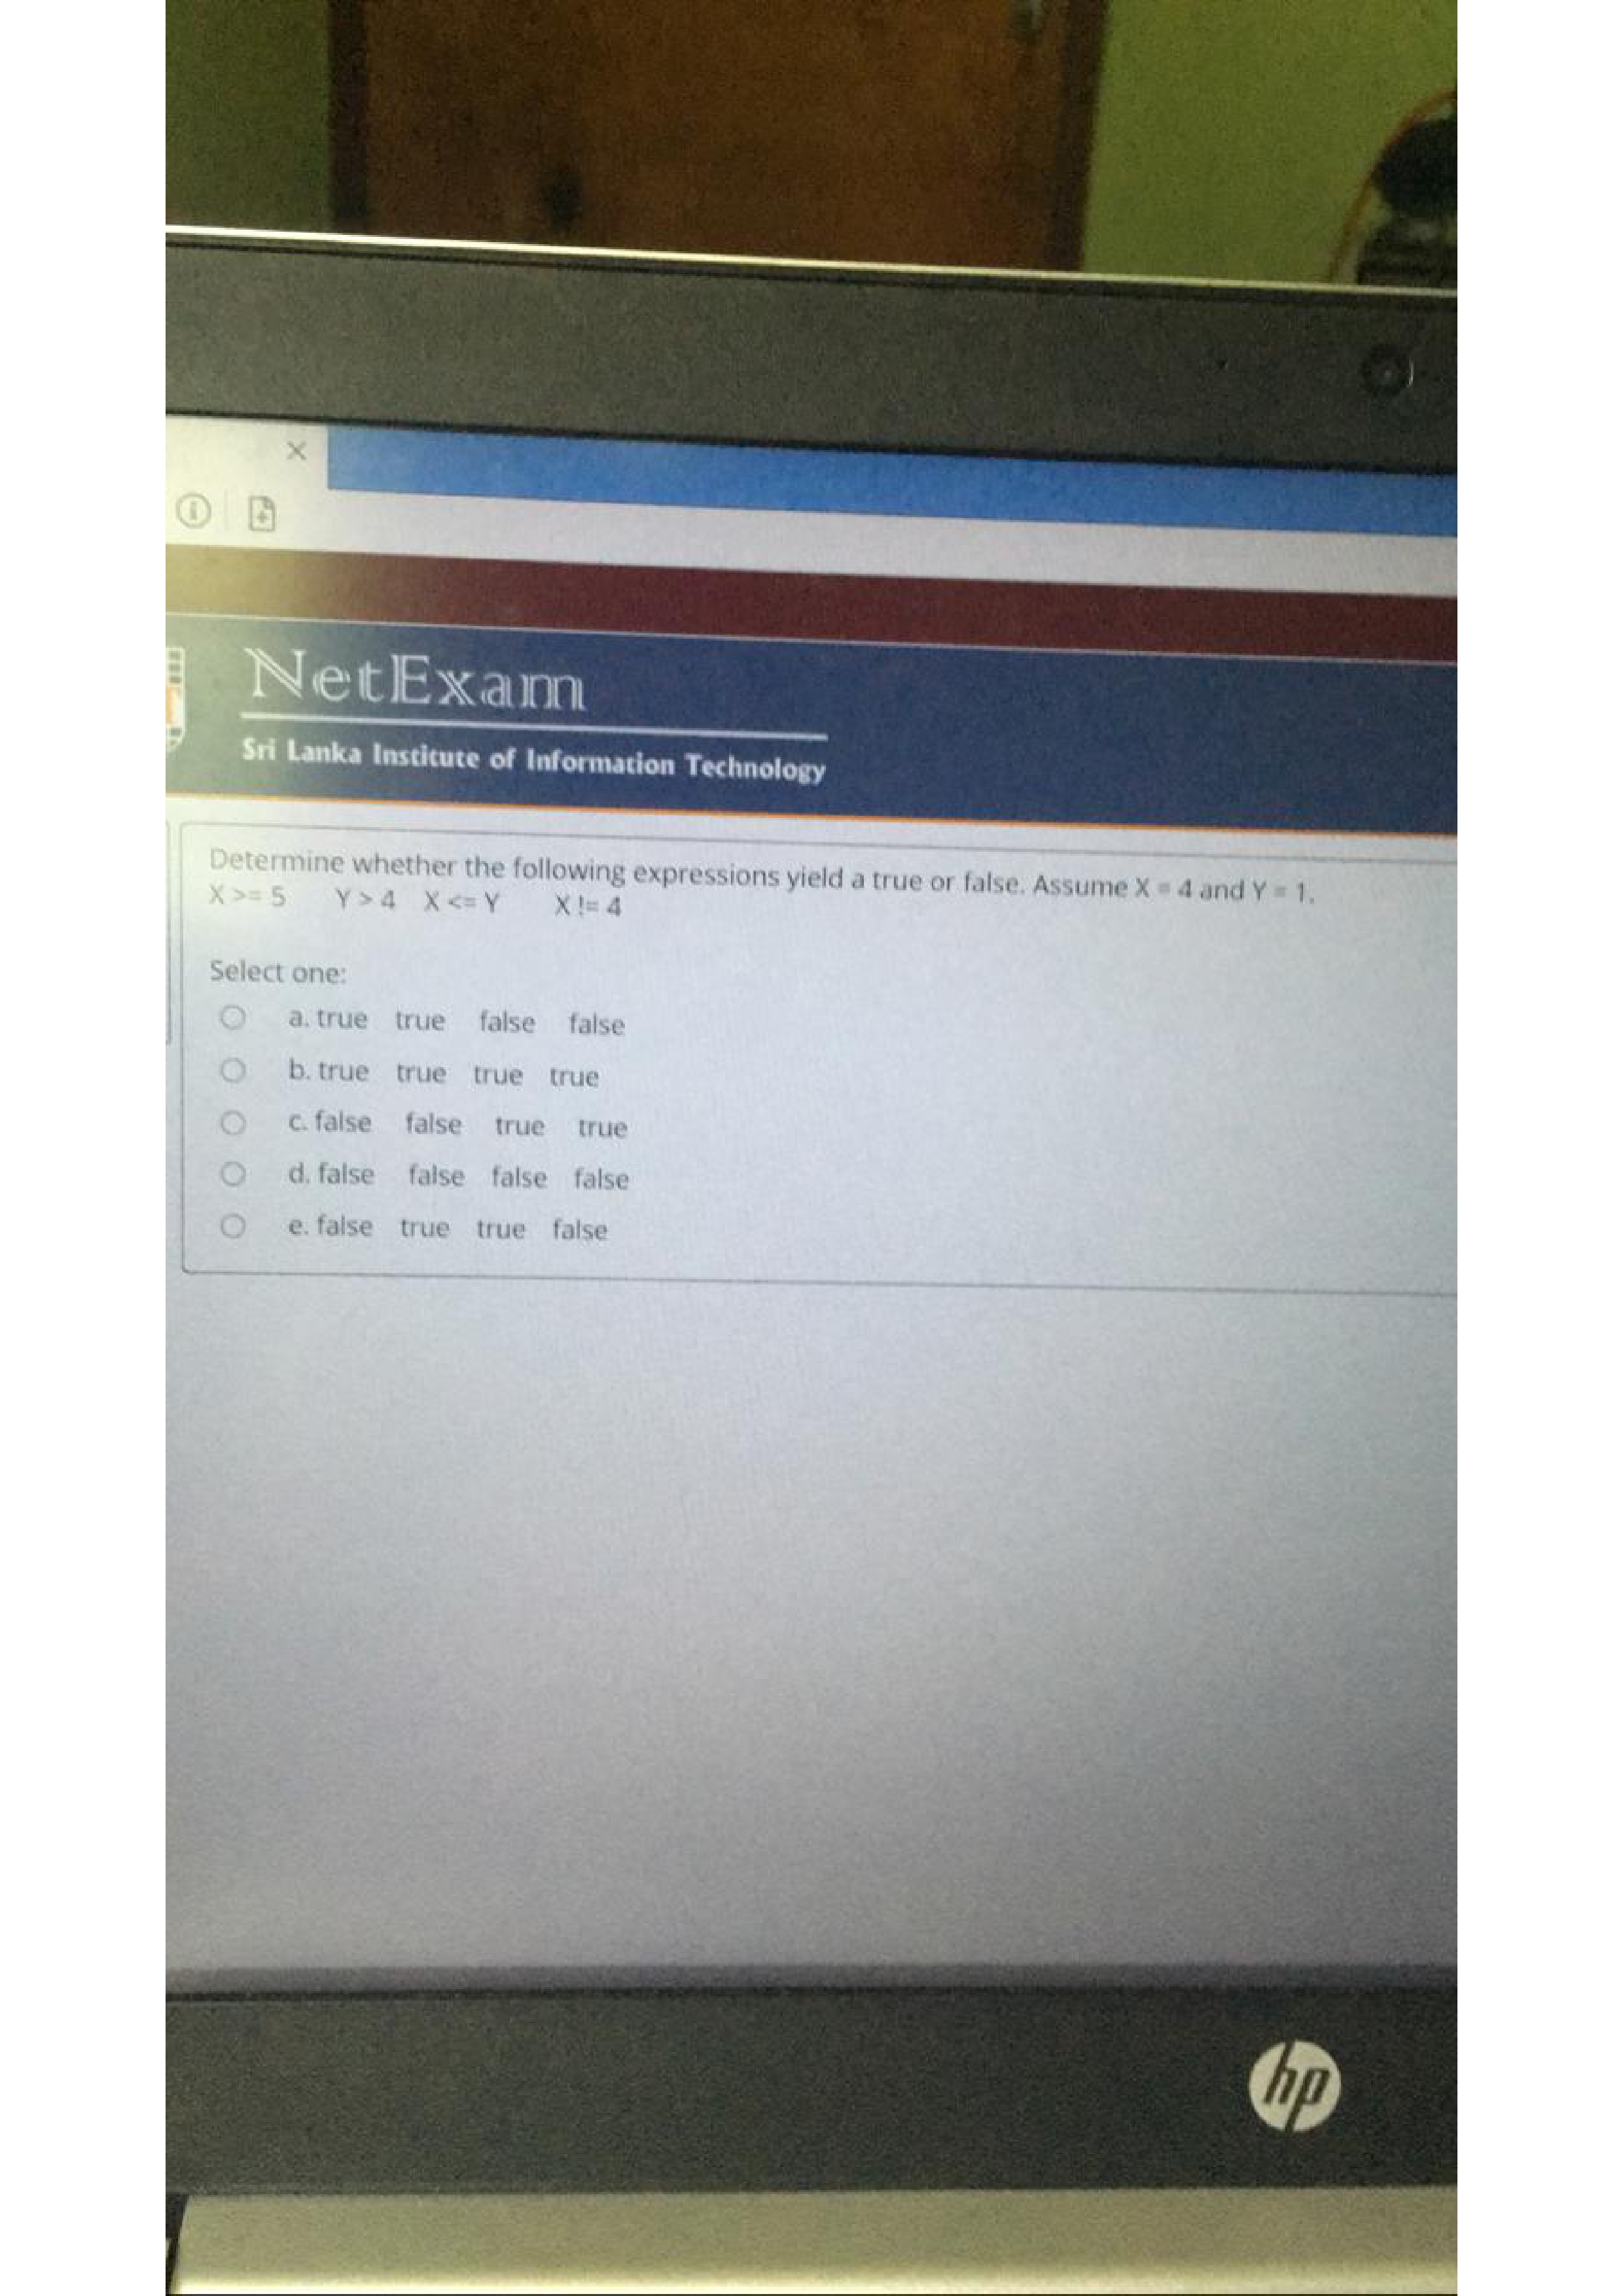 NetExam
Sri Lanka Institute of Information Technology
Determine whether the following expressions yield a true or false. Assume X = 4 and Y = 1.
X >= 5 Y > 4 X <= Y X != 4
Select one:
a. true true false false
b. true true true true
c. false false true true
d. false false false false
e. false true true false
hp